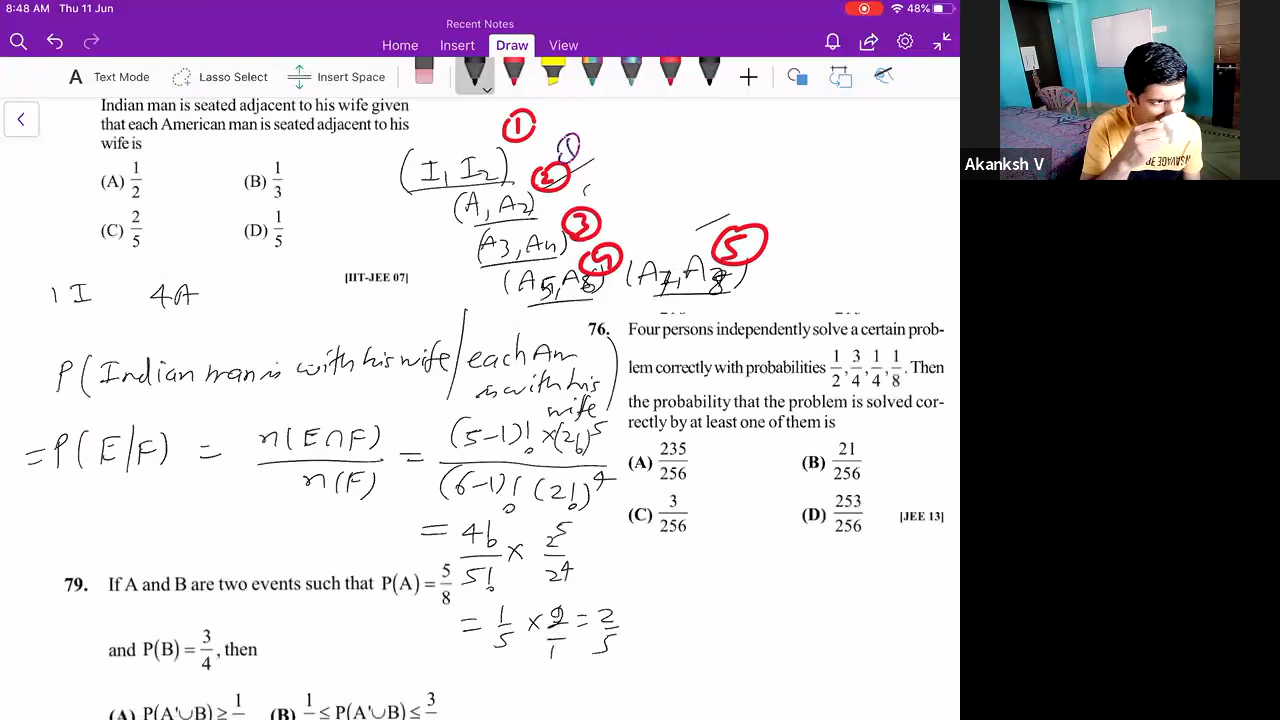 8:48 AM Thu 11 Jun
48%
Recent Notes
Home Insert Draw View
A Text Mode Lasso Select Insert Space
Indian man is seated adjacent to his wife given
that each American man is seated adjacent to his
wife is
(A) 1/2 (B) 1/3
(C) 2/5 (D) 1/5
[IIT-JEE 07]
1 I 4A
(I1 I2) ①
①
(A1 A2) ②
(A3, A4) ③
(A5, A6) ④ (A7, A8) ⑤
P(Indian man is with his wife / each Am is with his wife)
= P(E/F) = n(E∩F)/n(F) = (5-1)! × (2!)^5 / (6-1)! (2!)^4
= 4!/5! × 2^5/2^4
= 1/5 × 2/1 = 2/5
76. Four persons independently solve a certain prob-
lem correctly with probabilities 1/2, 3/4, 1/4, 1/8. Then
the probability that the problem is solved cor-
rectly by at least one of them is
(A) 235/256 (B) 21/256
(C) 3/256 (D) 253/256 [JEE 13]
79. If A and B are two events such that P(A) = 5/8
and P(B) = 3/4, then
(A) P(A'∪B) ≥ 1 (B) 1 ≤ P(A'∪B) ≤ 3
Akanksh V